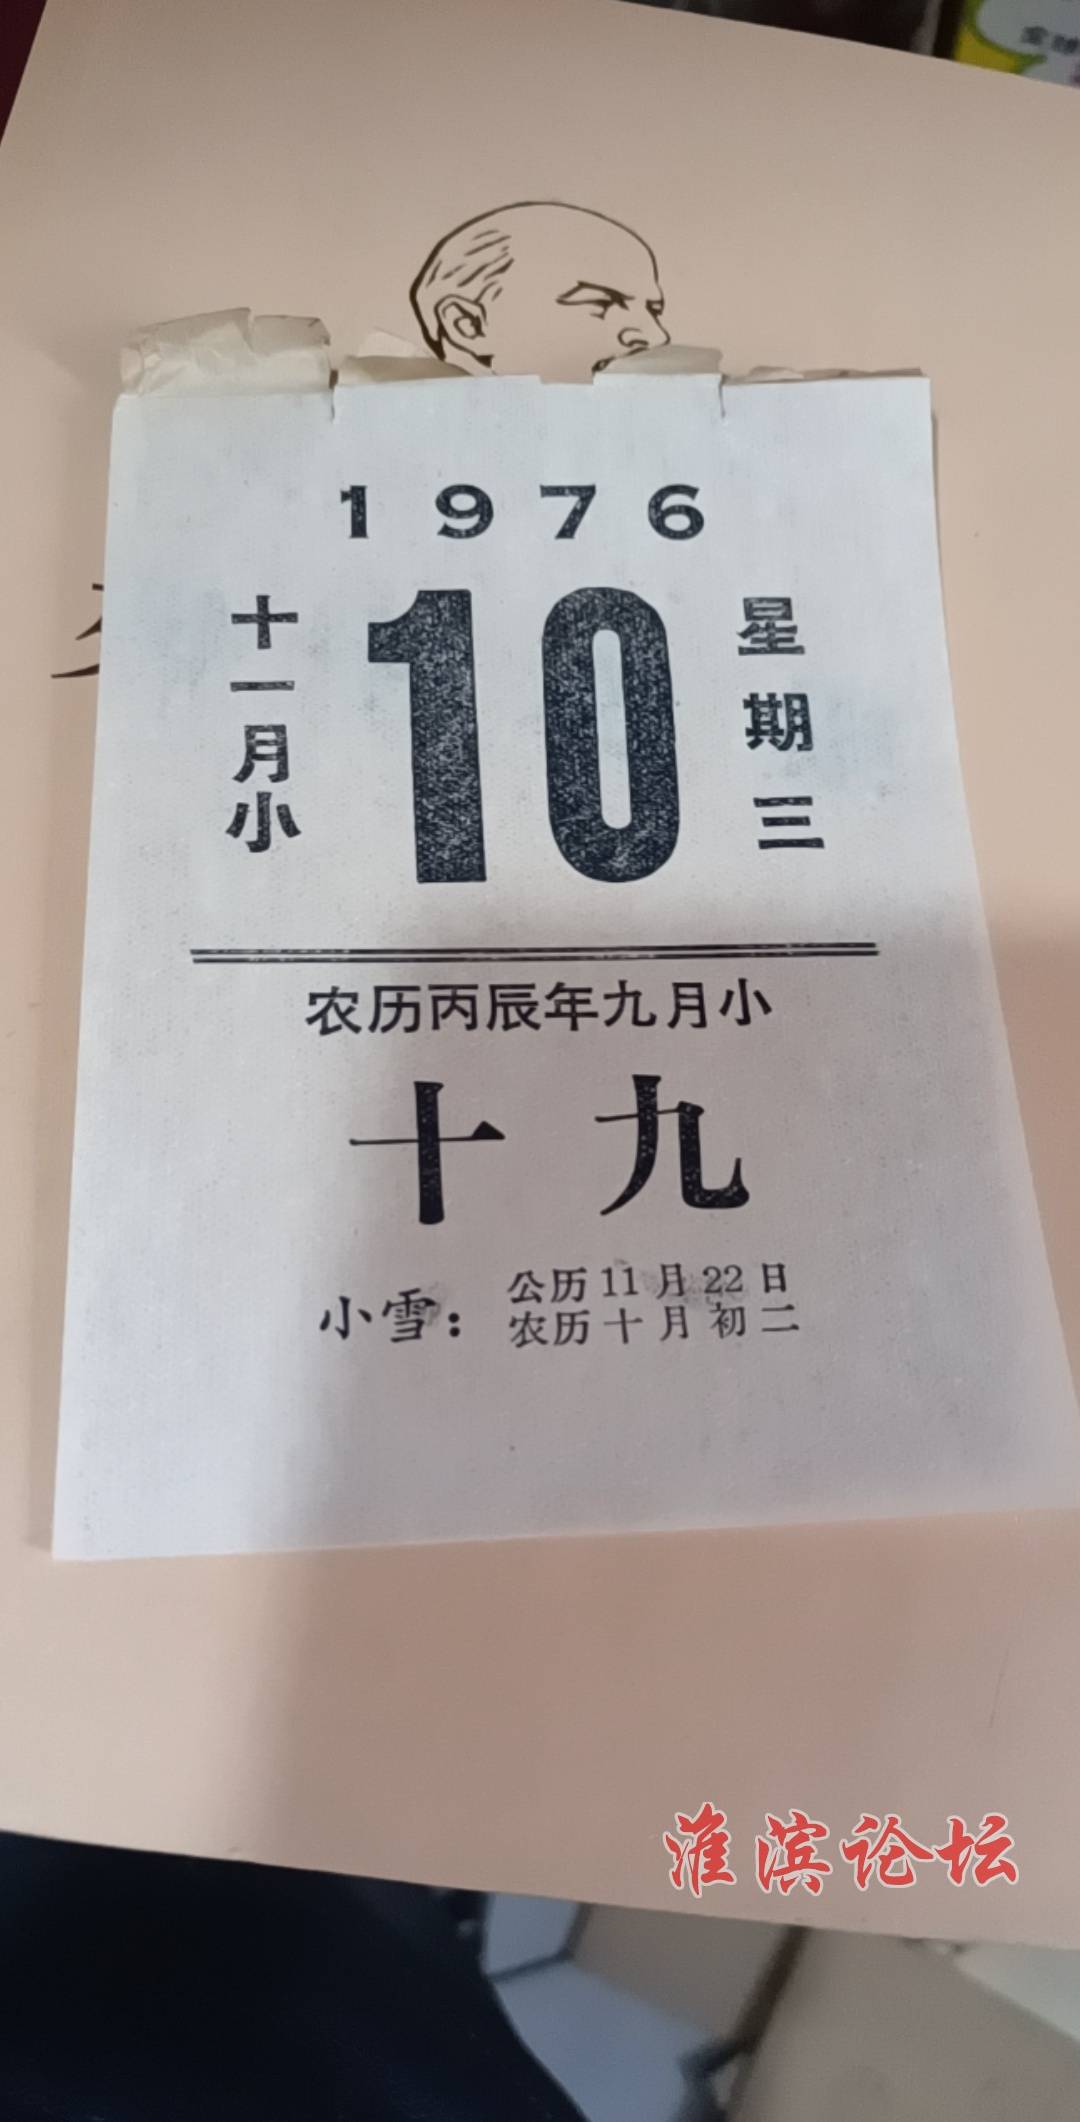 1976
十一月小
10
星期三
农历丙辰年九月小
十九
小雪：
公历11月22日
农历十月初二
淮滨论坛